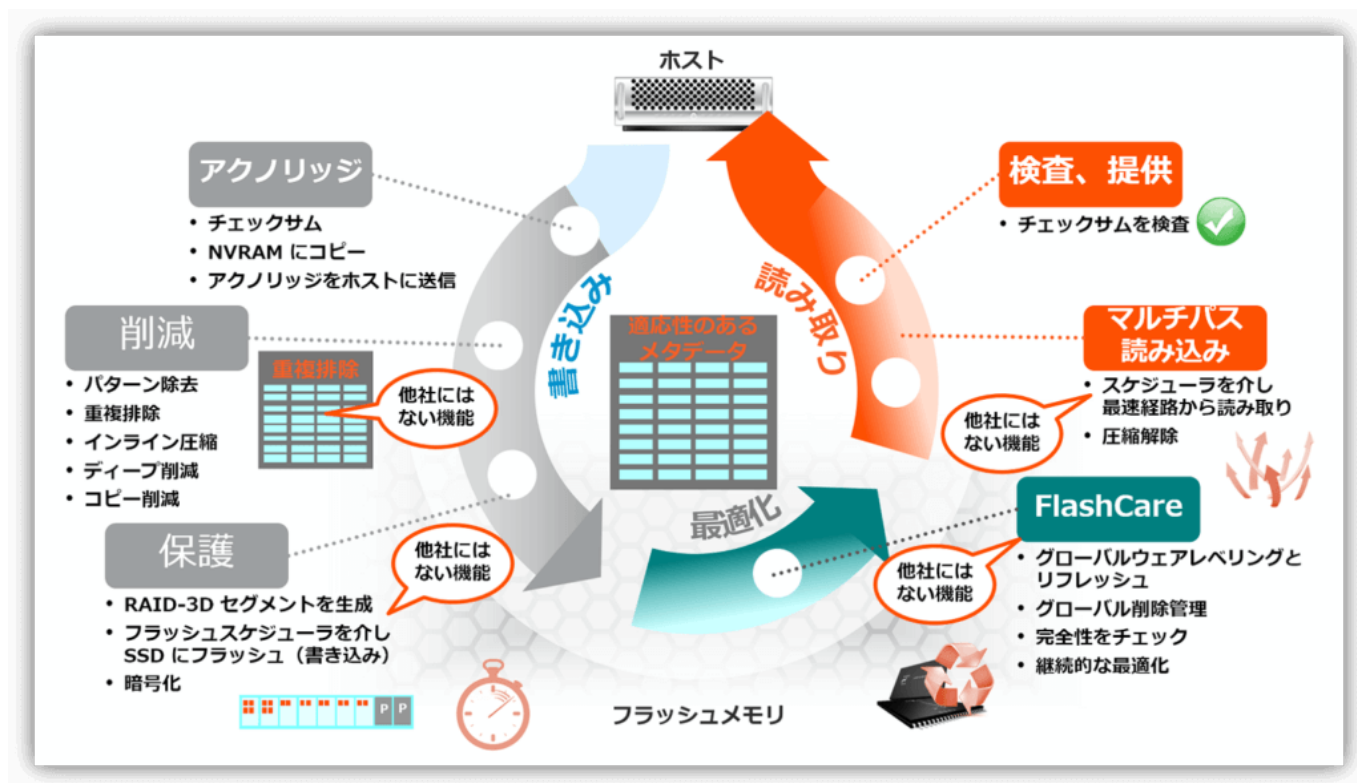 ホスト
アクノリッジ
• チェックサム
• NVRAM にコピー
• アクノリッジをホストに送信
削減
• パターン除去
• 重複排除
• インライン圧縮
• ディープ削減
• コピー削減
重複排除
他社には
ない機能
保護
• RAID-3D セグメントを生成
• フラッシュスケジューラを介し
SSD にフラッシュ（書き込み）
• 暗号化
他社には
ない機能
P P
書き込み
適応性のある
メタデータ
読み取り
最適化
検査、提供
• チェックサムを検査
マルチパス
読み込み
• スケジューラを介し
最速経路から読み取り
• 圧縮解除
他社には
ない機能
FlashCare
• グローバルウェアレベリングと
リフレッシュ
• グローバル削除管理
• 完全性をチェック
• 継続的な最適化
他社には
ない機能
フラッシュメモリ